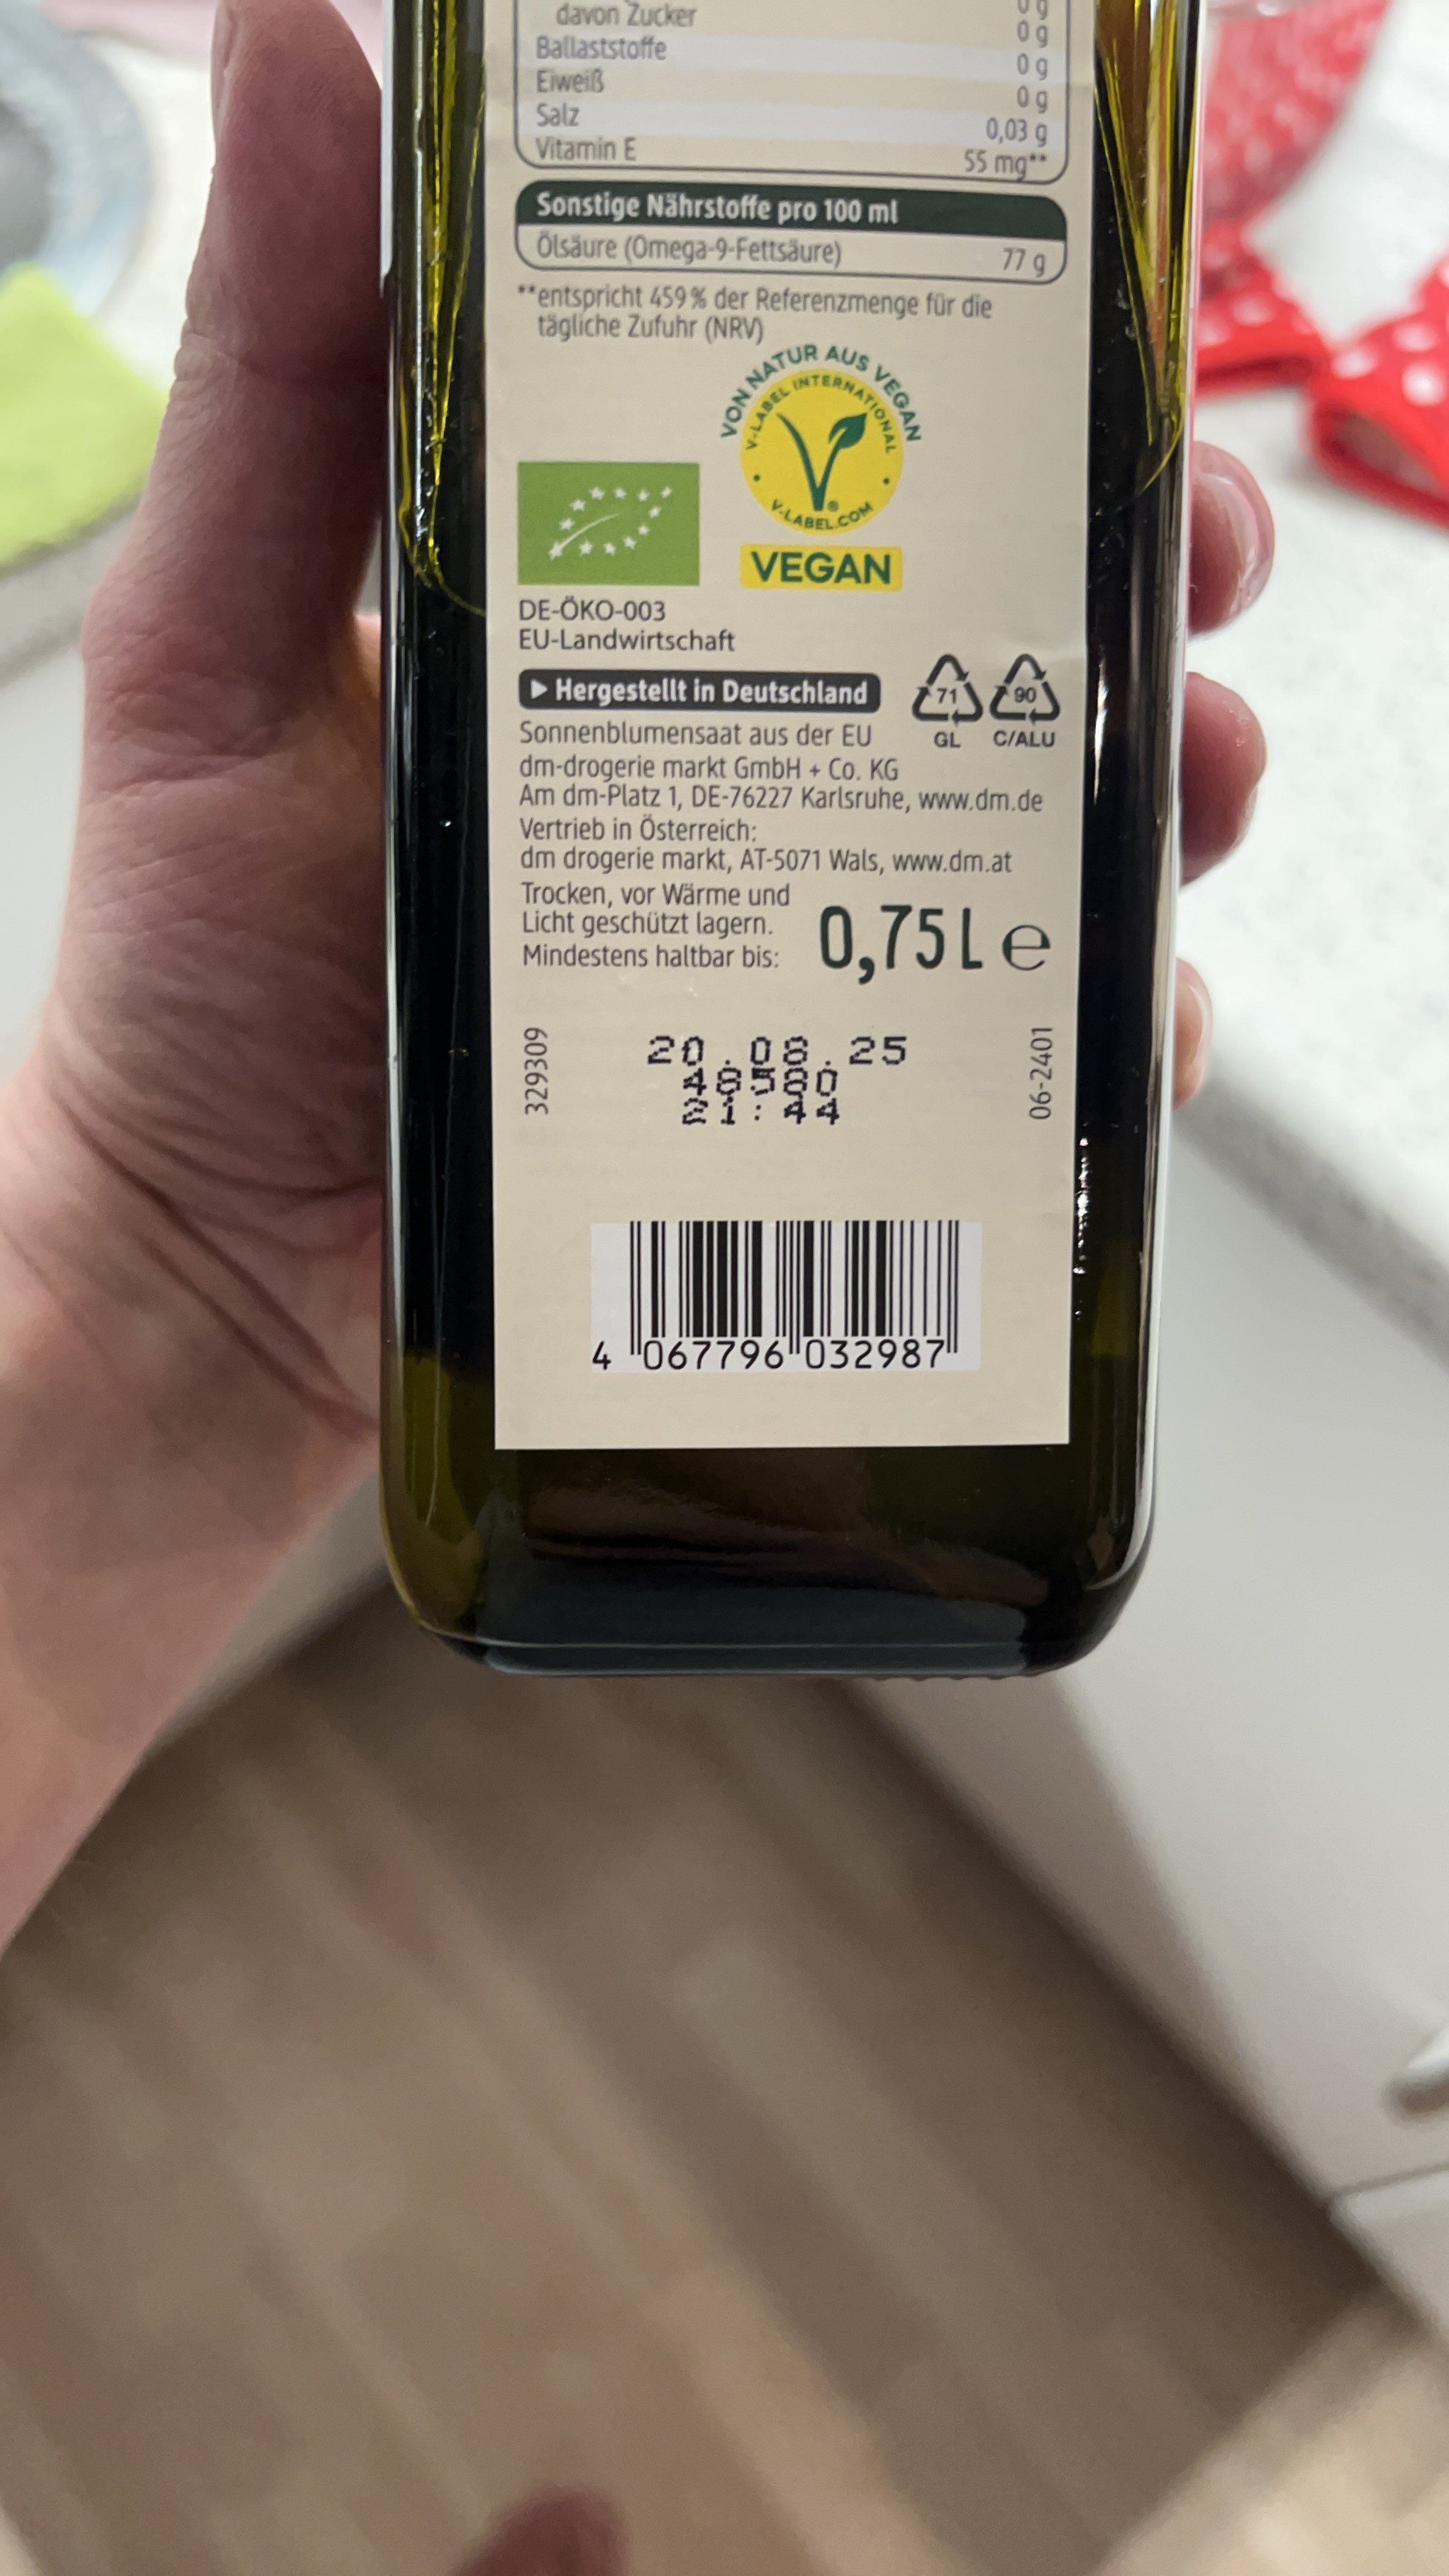 davon Zucker 0 g
Ballaststoffe 0 g
Eiweiß 0 g
Salz 0 g
Vitamin E 0,03 g
55 mg**
Sonstige Nährstoffe pro 100 ml
Ölsäure (Omega-9-Fettsäure) 77 g
**entspricht 459% der Referenzmenge für die
tägliche Zufuhr (NRV)
VON NATUR AUS VEGAN
V-LABEL INTERNATIONAL
V-LABEL.COM
VEGAN
DE-ÖKO-003
EU-Landwirtschaft
Hergestellt in Deutschland
71 90
GL C/ALU
Sonnenblumensaat aus der EU
dm-drogerie markt GmbH + Co. KG
Am dm-Platz 1, DE-76227 Karlsruhe, www.dm.de
Vertrieb in Österreich:
dm drogerie markt, AT-5071 Wals, www.dm.at
Trocken, vor Wärme und
Licht geschützt lagern.
Mindestens haltbar bis:
0,75 L e
329309
20.08.25
48580
21:44
06-2401
4 067796 032987